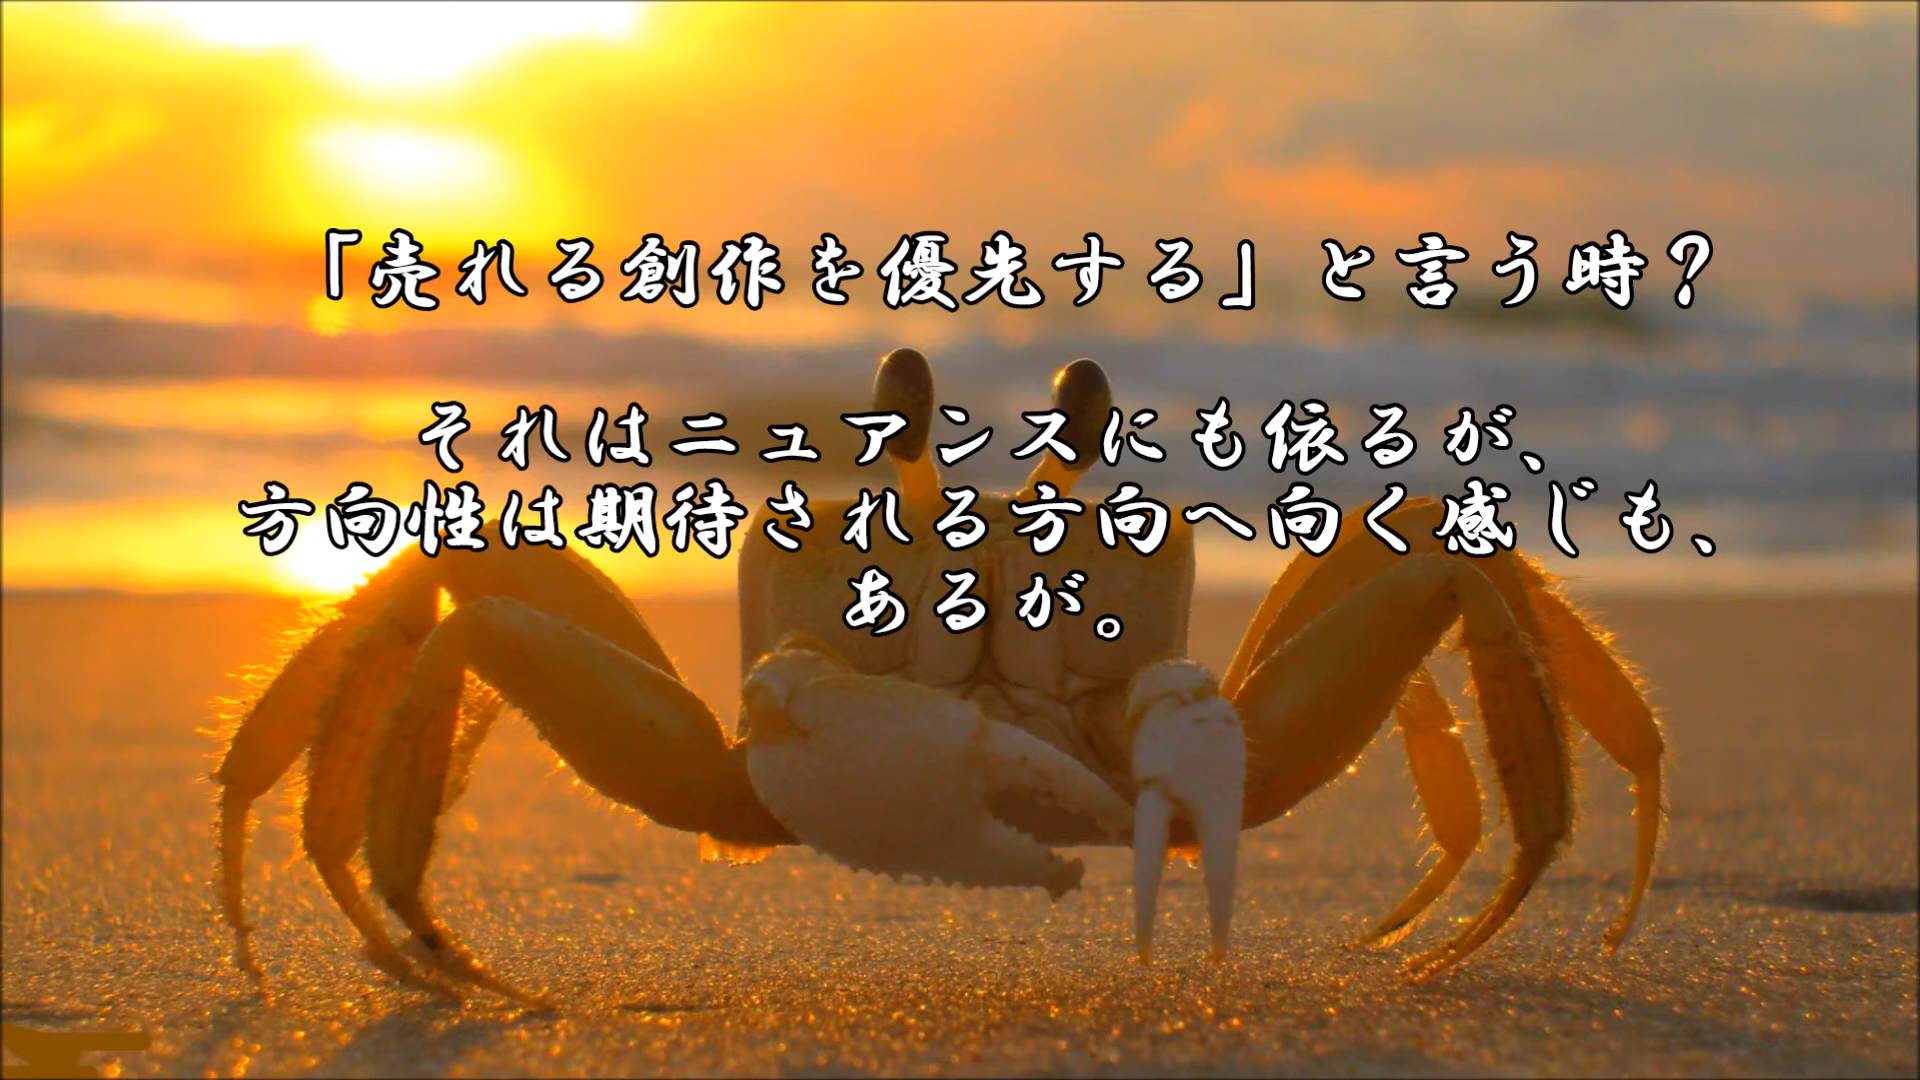 「売れる創作を優先する」と言う時？
それはニュアンスにも依るが、
方向性は期待される方向へ向く感じも、
あるが。